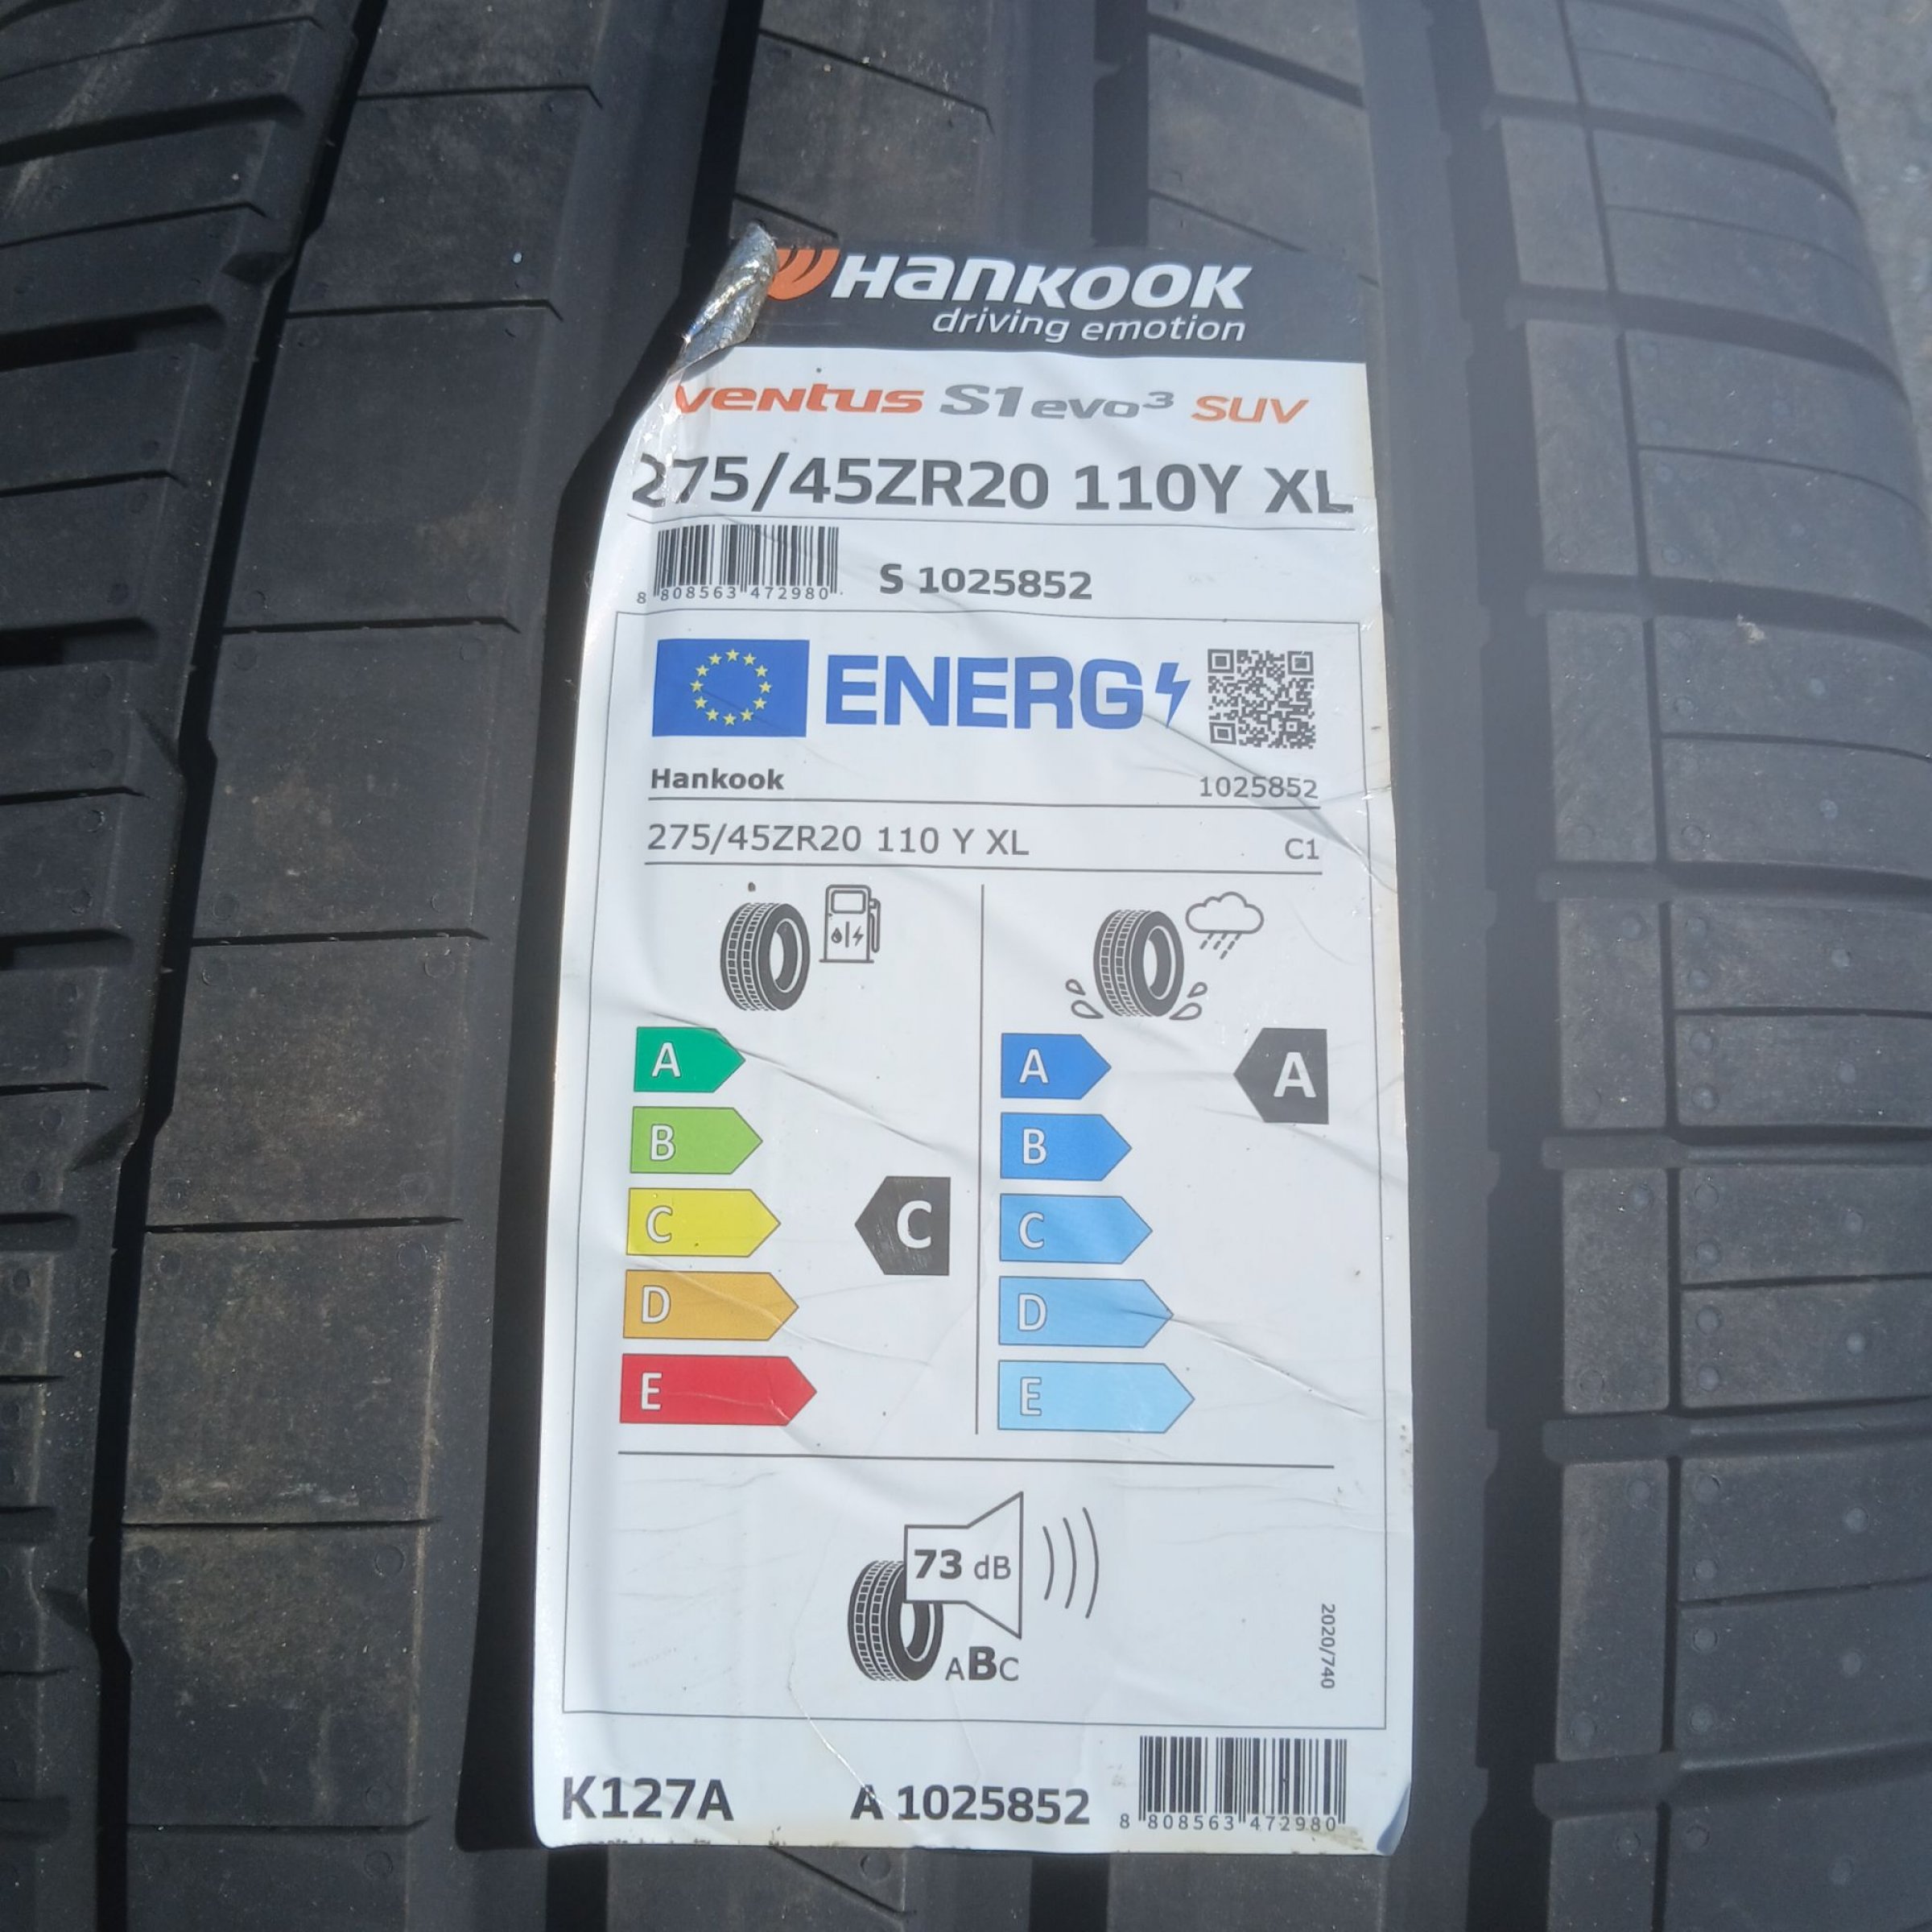 Hankook
driving emotion
ventus S1 evo³ SUV
275/45ZR20 110Y XL
8 808563 472980
S 1025852
ENERG
Hankook 1025852
275/45ZR20 110 Y XL C1
A A A
B B
C C C
D D
E E
73 dB
ABC
2020/740
K127A A 1025852
8 808563 472980